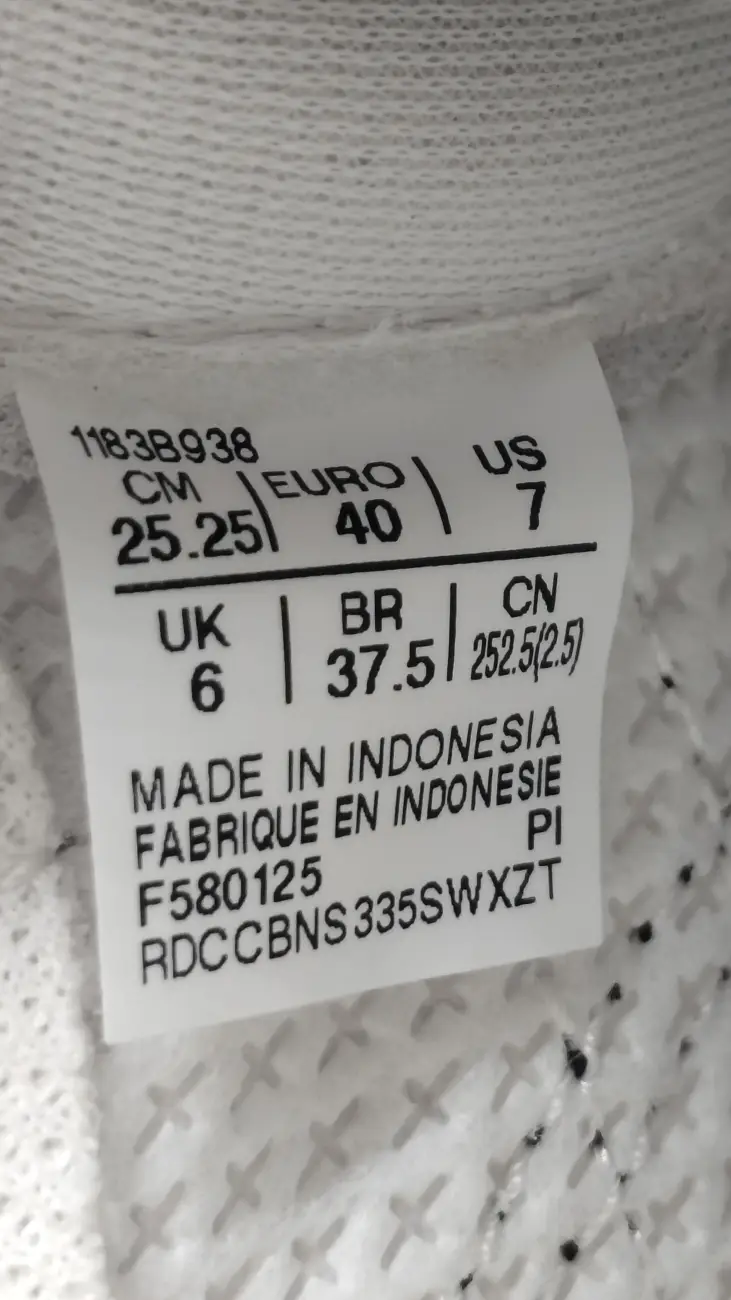 1183B938
CM | EURO | US
25.25 | 40 | 7
UK | BR | CN
6 | 37.5 | 252.5(2.5)
MADE IN INDONESIA
FABRIQUE EN INDONESIE
F580125 PI
RDCCBNS335SWXZT